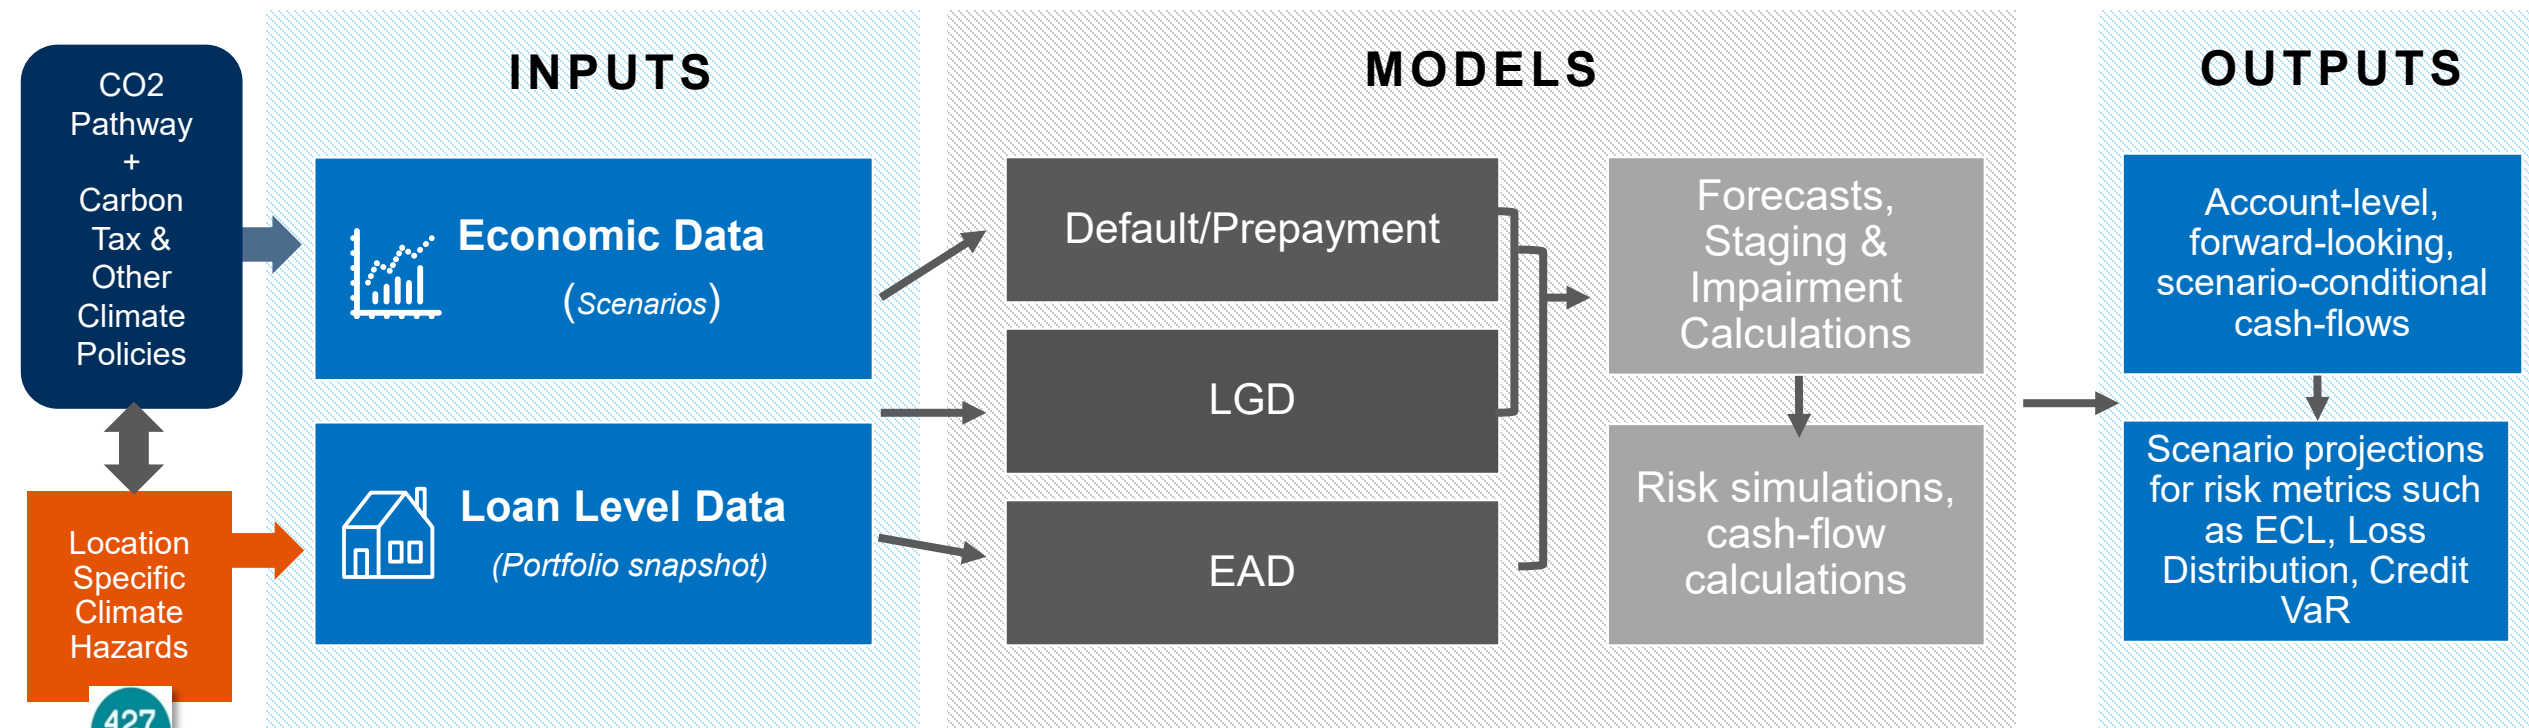 CO2
Pathway
+
Carbon
Tax &
Other
Climate
Policies
Location
Specific
Climate
Hazards
427
INPUTS
Economic Data
(Scenarios)
Loan Level Data
(Portfolio snapshot)
MODELS
Default/Prepayment
LGD
EAD
Forecasts,
Staging &
Impairment
Calculations
Risk simulations,
cash-flow
calculations
OUTPUTS
Account-level,
forward-looking,
scenario-conditional
cash-flows
Scenario projections
for risk metrics such
as ECL, Loss
Distribution, Credit
VaR